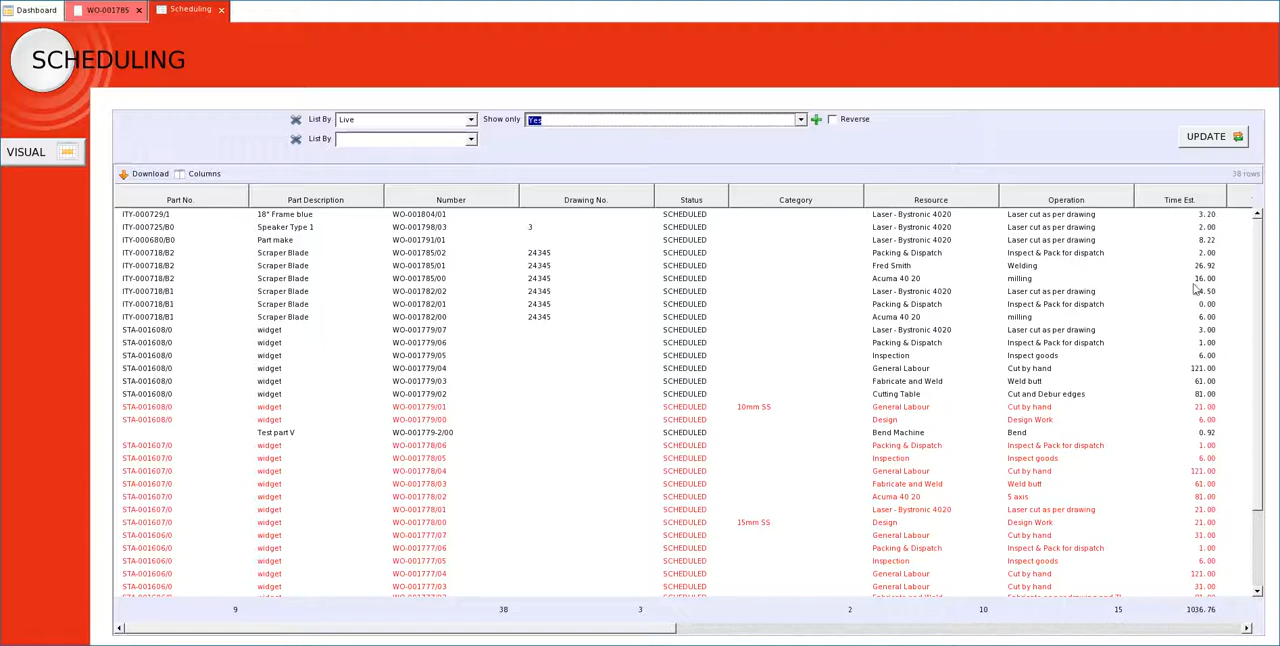 Dashboard WO-001785 Scheduling
SCHEDULING
VISUAL
List By Live Show only Yes Reverse
List By
UPDATE
Download Columns 38 rows
Part No. Part Description Number Drawing No. Status Category Resource Operation Time Est.
ITY-000729/1 18" Frame blue WO-001804/01 SCHEDULED Laser - Bystronic 4020 Laser cut as per drawing 3.20
ITY-000725/B0 Speaker Type 1 WO-001798/03 3 SCHEDULED Laser - Bystronic 4020 Laser cut as per drawing 2.00
ITY-000680/B0 Part make WO-001791/01 SCHEDULED Laser - Bystronic 4020 Laser cut as per drawing 8.22
ITY-000718/B2 Scraper Blade WO-001785/02 24345 SCHEDULED Packing & Dispatch Inspect & Pack for dispatch 2.00
ITY-000718/B2 Scraper Blade WO-001785/01 24345 SCHEDULED Fred Smith Welding 26.92
ITY-000718/B2 Scraper Blade WO-001785/00 24345 SCHEDULED Acuma 40 20 milling 16.00
ITY-000718/B1 Scraper Blade WO-001782/02 24345 SCHEDULED Laser - Bystronic 4020 Laser cut as per drawing
ITY-000718/B1 Scraper Blade WO-001782/01 24345 SCHEDULED Packing & Dispatch Inspect & Pack for dispatch 0.00
ITY-000718/B1 Scraper Blade WO-001782/00 24345 SCHEDULED Acuma 40 20 milling 6.00
STA-001608/0 widget WO-001779/07 SCHEDULED Laser - Bystronic 4020 Laser cut as per drawing 3.00
STA-001608/0 widget WO-001779/06 SCHEDULED Packing & Dispatch Inspect & Pack for dispatch 1.00
STA-001608/0 widget WO-001779/05 SCHEDULED Inspection Inspect goods 6.00
STA-001608/0 widget WO-001779/04 SCHEDULED General Labour Cut by hand 121.00
STA-001608/0 widget WO-001779/03 SCHEDULED Fabricate and Weld Weld butt 61.00
STA-001608/0 widget WO-001779/02 SCHEDULED Cutting Table Cut and Debur edges 81.00
STA-001608/0 widget WO-001779/01 SCHEDULED 10mm SS General Labour Cut by hand 21.00
STA-001608/0 widget WO-001779/00 SCHEDULED Design Design Work 6.00
Test part V WO-001779-2/00 SCHEDULED Bend Machine Bend 0.92
STA-001607/0 widget WO-001778/06 SCHEDULED Packing & Dispatch Inspect & Pack for dispatch 1.00
STA-001607/0 widget WO-001778/05 SCHEDULED Inspection Inspect goods 6.00
STA-001607/0 widget WO-001778/04 SCHEDULED General Labour Cut by hand 121.00
STA-001607/0 widget WO-001778/03 SCHEDULED Fabricate and Weld Weld butt 61.00
STA-001607/0 widget WO-001778/02 SCHEDULED Acuma 40 20 5 axis 81.00
STA-001607/0 widget WO-001778/01 SCHEDULED Laser - Bystronic 4020 Laser cut as per drawing 21.00
STA-001607/0 widget WO-001778/00 SCHEDULED 15mm SS Design Design Work 21.00
STA-001606/0 widget WO-001777/07 SCHEDULED General Labour Cut by hand 31.00
STA-001606/0 widget WO-001777/06 SCHEDULED Packing & Dispatch Inspect & Pack for dispatch 1.00
STA-001606/0 widget WO-001777/05 SCHEDULED Inspection Inspect goods 6.00
STA-001606/0 widget WO-001777/04 SCHEDULED General Labour Cut by hand 121.00
STA-001606/0 widget WO-001777/03 SCHEDULED General Labour Cut by hand 31.00
9 38 3 2 10 15 1036.76